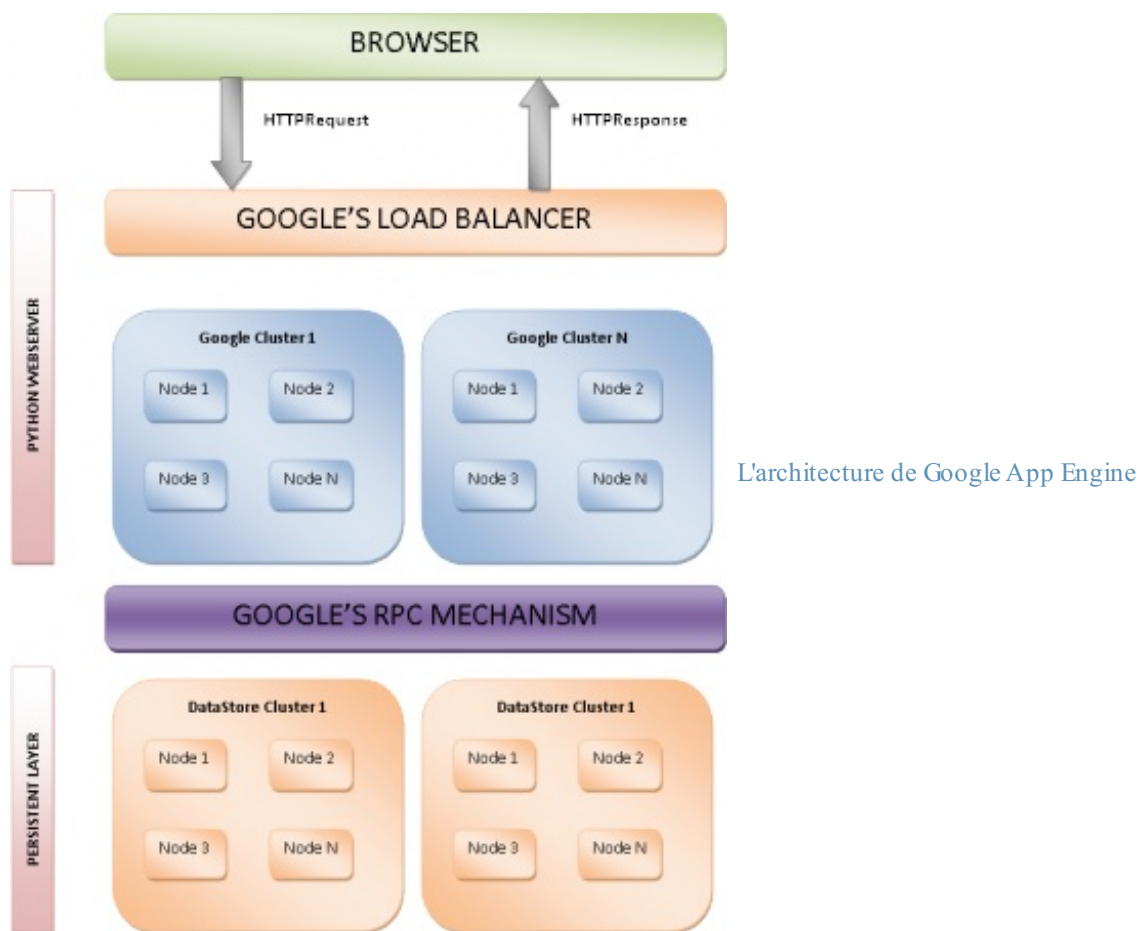 BROWSER
HTTPRequest
HTTPResponse
GOOGLE'S LOAD BALANCER
PYTHON WEBSERVER
Google Cluster 1
Google Cluster N
Node 1
Node 2
Node 1
Node 2
Node 3
Node N
Node 3
Node N
L'architecture de Google App Engine
GOOGLE'S RPC MECHANISM
PERSISTENT LAYER
DataStore Cluster 1
DataStore Cluster 1
Node 1
Node 2
Node 1
Node 2
Node 3
Node N
Node 3
Node N